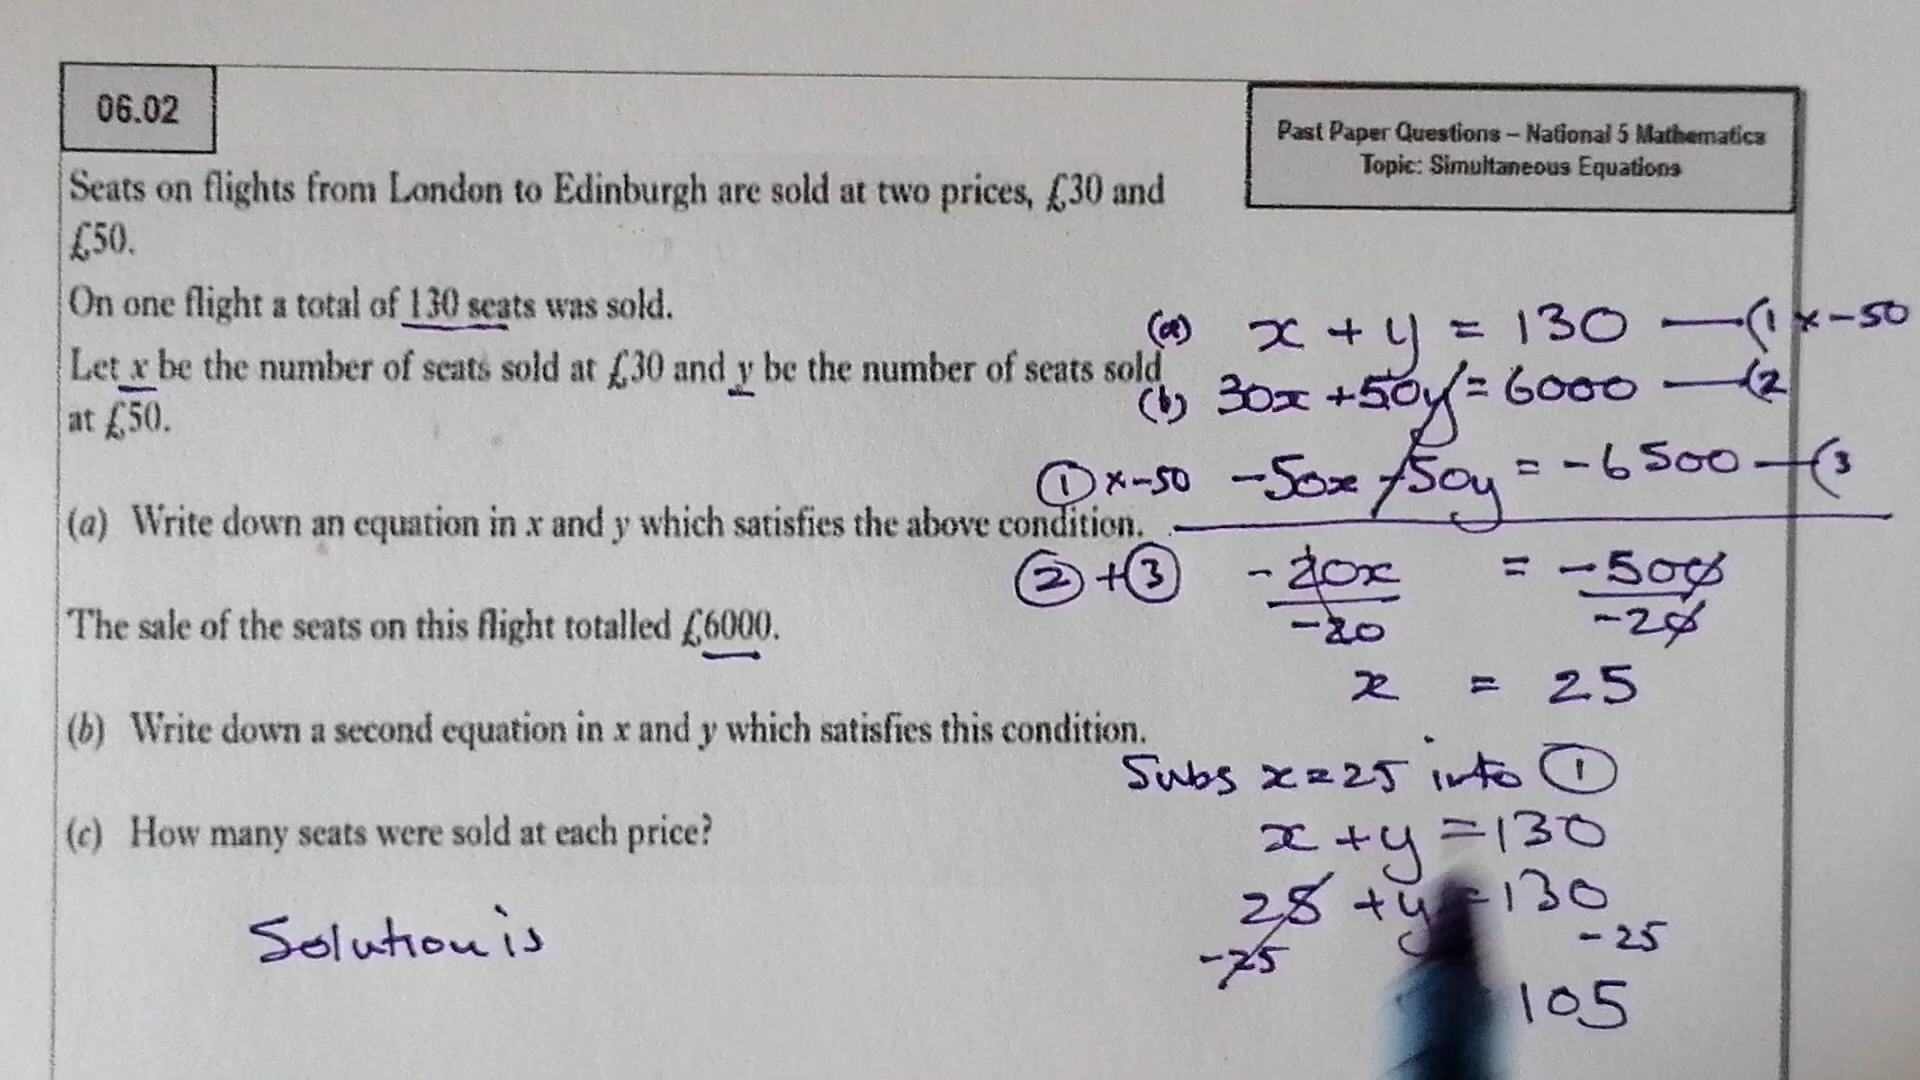 06.02
Past Paper Questions – National 5 Mathematics
Topic: Simultaneous Equations
Seats on flights from London to Edinburgh are sold at two prices, £30 and
£50.
On one flight a total of 130 seats was sold.
Let x be the number of seats sold at £30 and y be the number of seats sold
at £50.
(a) Write down an equation in x and y which satisfies the above condition.
The sale of the seats on this flight totalled £6000.
(b) Write down a second equation in x and y which satisfies this condition.
(c) How many seats were sold at each price?
Solution is
(a) x + y = 130 —(1 x -50
(b) 30x + 50y = 6000 —(2
① x -50 -50x -50y = -6500 —(3
② + ③ -20x = -500
-20 -20
x = 25
Subs x = 25 into ①
x + y = 130
25 + y = 130
-25 -25
105